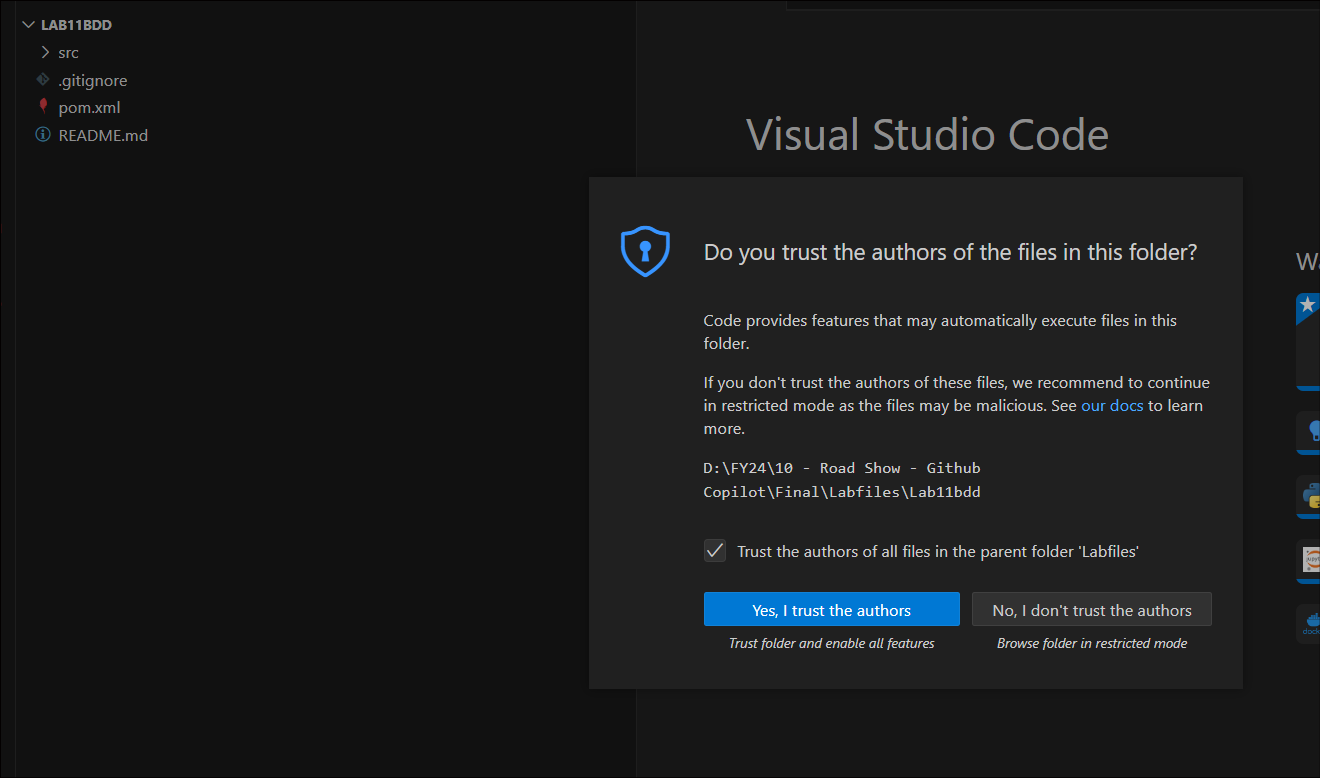 LAB11BDD
src
.gitignore
pom.xml
README.md
Visual Studio Code
Do you trust the authors of the files in this folder?
Code provides features that may automatically execute files in this
folder.
If you don't trust the authors of these files, we recommend to continue
in restricted mode as the files may be malicious. See our docs to learn
more.
D:\FY24\10 - Road Show - Github
Copilot\Final\Labfiles\Lab11bdd
Trust the authors of all files in the parent folder 'Labfiles'
Yes, I trust the authors
No, I don't trust the authors
Trust folder and enable all features
Browse folder in restricted mode